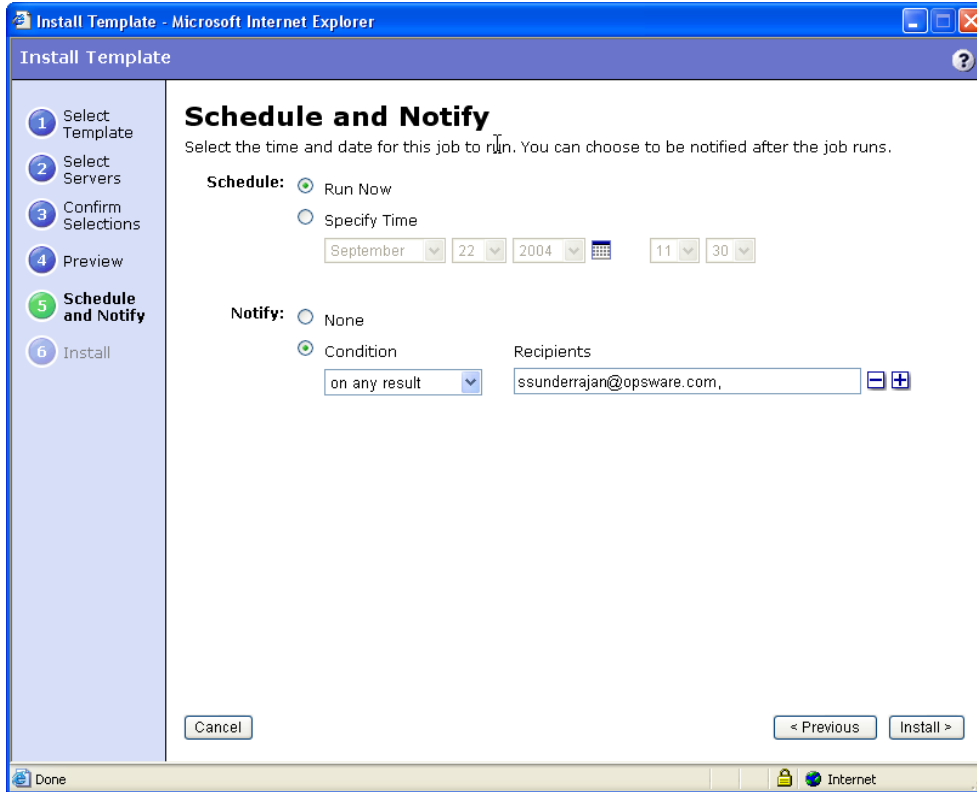 Install Template - Microsoft Internet Explorer
Install Template
?
1 Select Template
2 Select Servers
3 Confirm Selections
4 Preview
5 Schedule and Notify
6 Install
Schedule and Notify
Select the time and date for this job to run. You can choose to be notified after the job runs.
Schedule: Run Now
Specify Time
September 22 2004 11 30
Notify: None
Condition Recipients
on any result ssunderrajan@opsware.com,
Cancel < Previous Install >
Done Internet